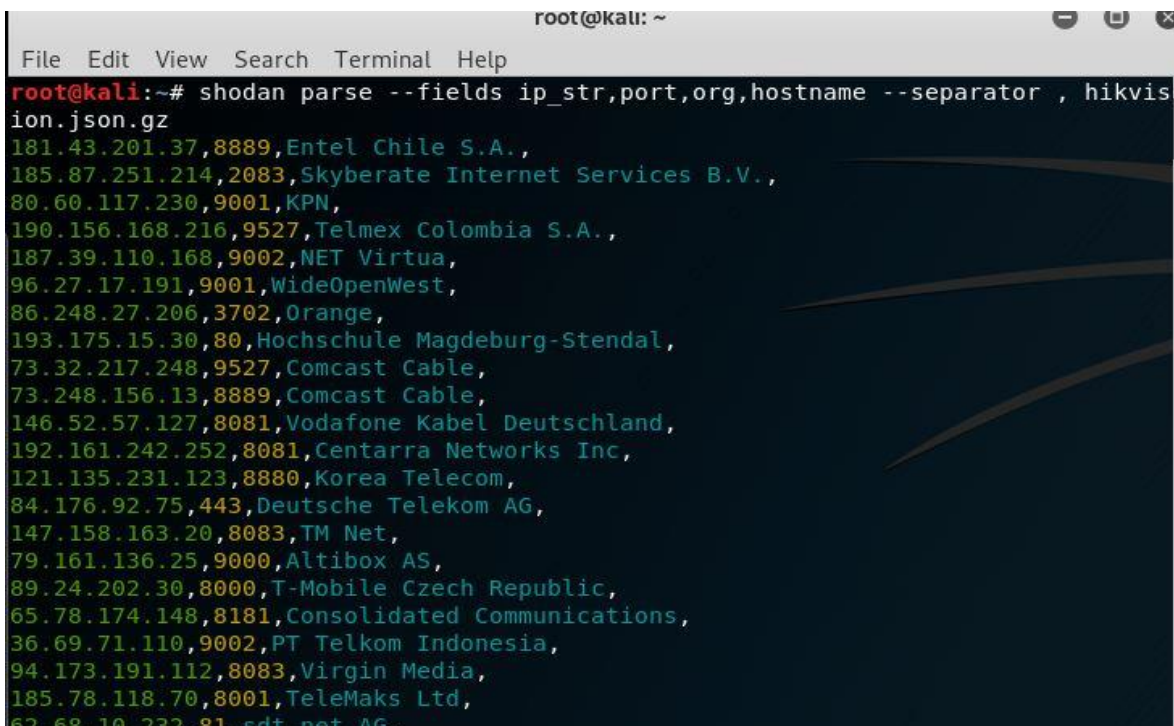 root@kali: ~
File Edit View Search Terminal Help
root@kali:~# shodan parse --fields ip_str,port,org,hostname --separator , hikvis
ion.json.gz
181.43.201.37,8889,Entel Chile S.A.,
185.87.251.214,2083,Skyberate Internet Services B.V.,
80.60.117.230,9001,KPN,
190.156.168.216,9527,Telmex Colombia S.A.,
187.39.110.168,9002,NET Virtua,
96.27.17.191,9001,WideOpenWest,
86.248.27.206,3702,Orange,
193.175.15.30,80,Hochschule Magdeburg-Stendal,
73.32.217.248,9527,Comcast Cable,
73.248.156.13,8889,Comcast Cable,
146.52.57.127,8081,Vodafone Kabel Deutschland,
192.161.242.252,8081,Centarra Networks Inc,
121.135.231.123,8880,Korea Telecom,
84.176.92.75,443,Deutsche Telekom AG,
147.158.163.20,8083,TM Net,
79.161.136.25,9000,Altibox AS,
89.24.202.30,8000,T-Mobile Czech Republic,
65.78.174.148,8181,Consolidated Communications,
36.69.71.110,9002,PT Telkom Indonesia,
94.173.191.112,8083,Virgin Media,
185.78.118.70,8001,TeleMaks Ltd,
62.68.10.232,81,sdt.net AG,